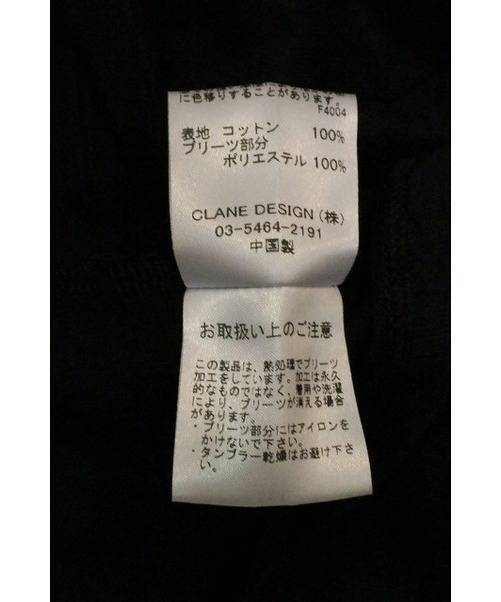 に色移りすることがあります。
F4004
表地 コットン 100%
プリーツ部分
ポリエステル 100%
CLANE DESIGN (株)
03-5464-2191
中国製
お取扱い上のご注意
この製品は、熱処理でプリーツ
加工をしています。加工は永久
的なものではなく、着用や洗濯
により、プリーツが消える場合
があります。
・プリーツ部分にはアイロンを
かけないで下さい。
・タンブラー乾燥はお避け下さ
い。